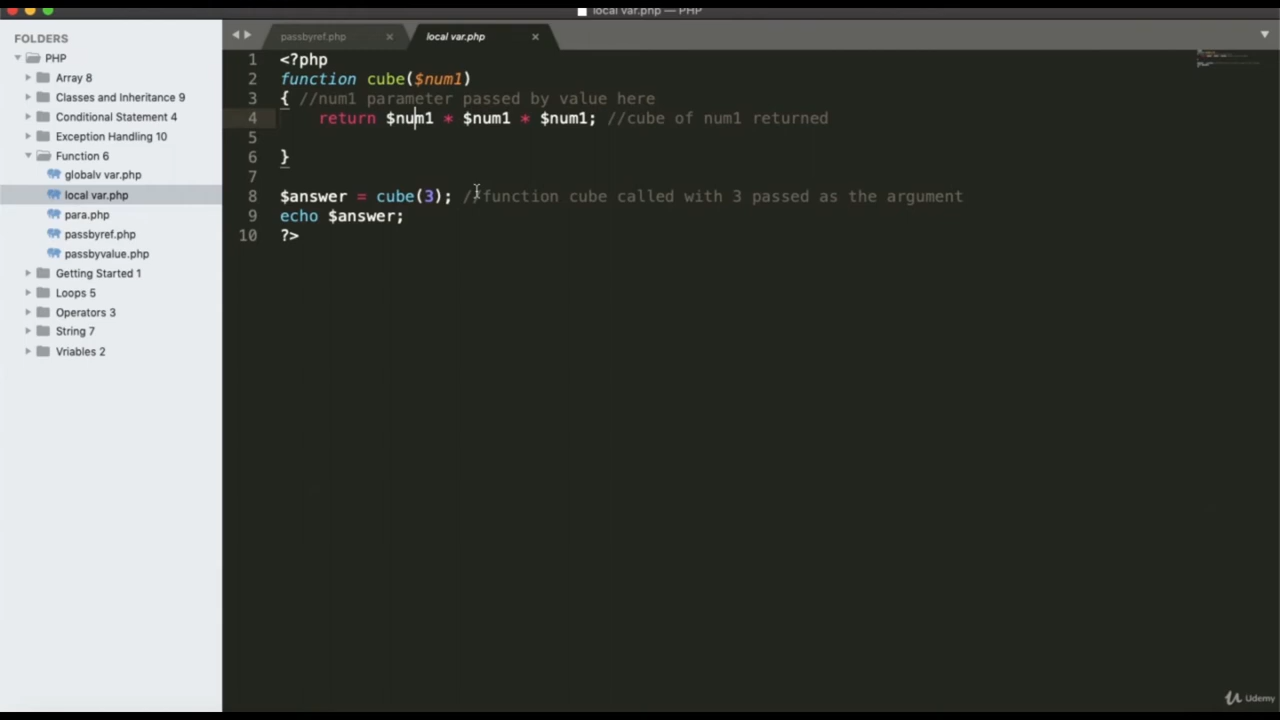 local var.php — PHP
FOLDERS
PHP
Array 8
Classes and Inheritance 9
Conditional Statement 4
Exception Handling 10
Function 6
globalv var.php
local var.php
para.php
passbyref.php
passbyvalue.php
Getting Started 1
Loops 5
Operators 3
String 7
Vriables 2
passbyref.php
local var.php
1 <?php
2 function cube($num1)
3 { //num1 parameter passed by value here
4 return $num1 * $num1 * $num1; //cube of num1 returned
5
6 }
7
8 $answer = cube(3); //function cube called with 3 passed as the argument
9 echo $answer;
10 ?>
Udemy